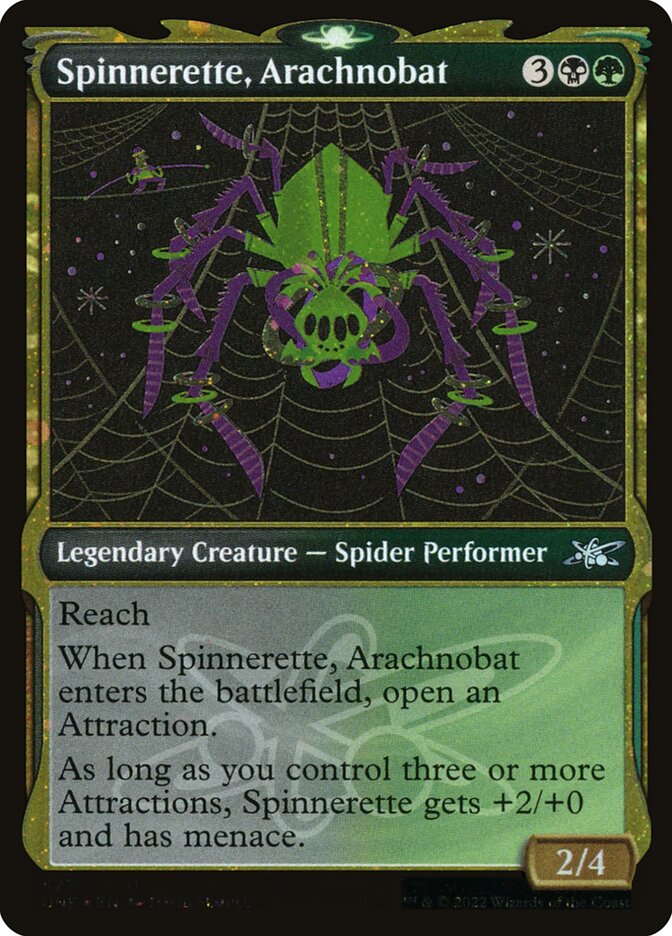 Spinnerette, Arachnobat 3
Legendary Creature — Spider Performer
Reach
When Spinnerette, Arachnobat
enters the battlefield, open an
Attraction.
As long as you control three or more
Attractions, Spinnerette gets +2/+0
and has menace.
2/4
& © 2022 Wizards of the Coast